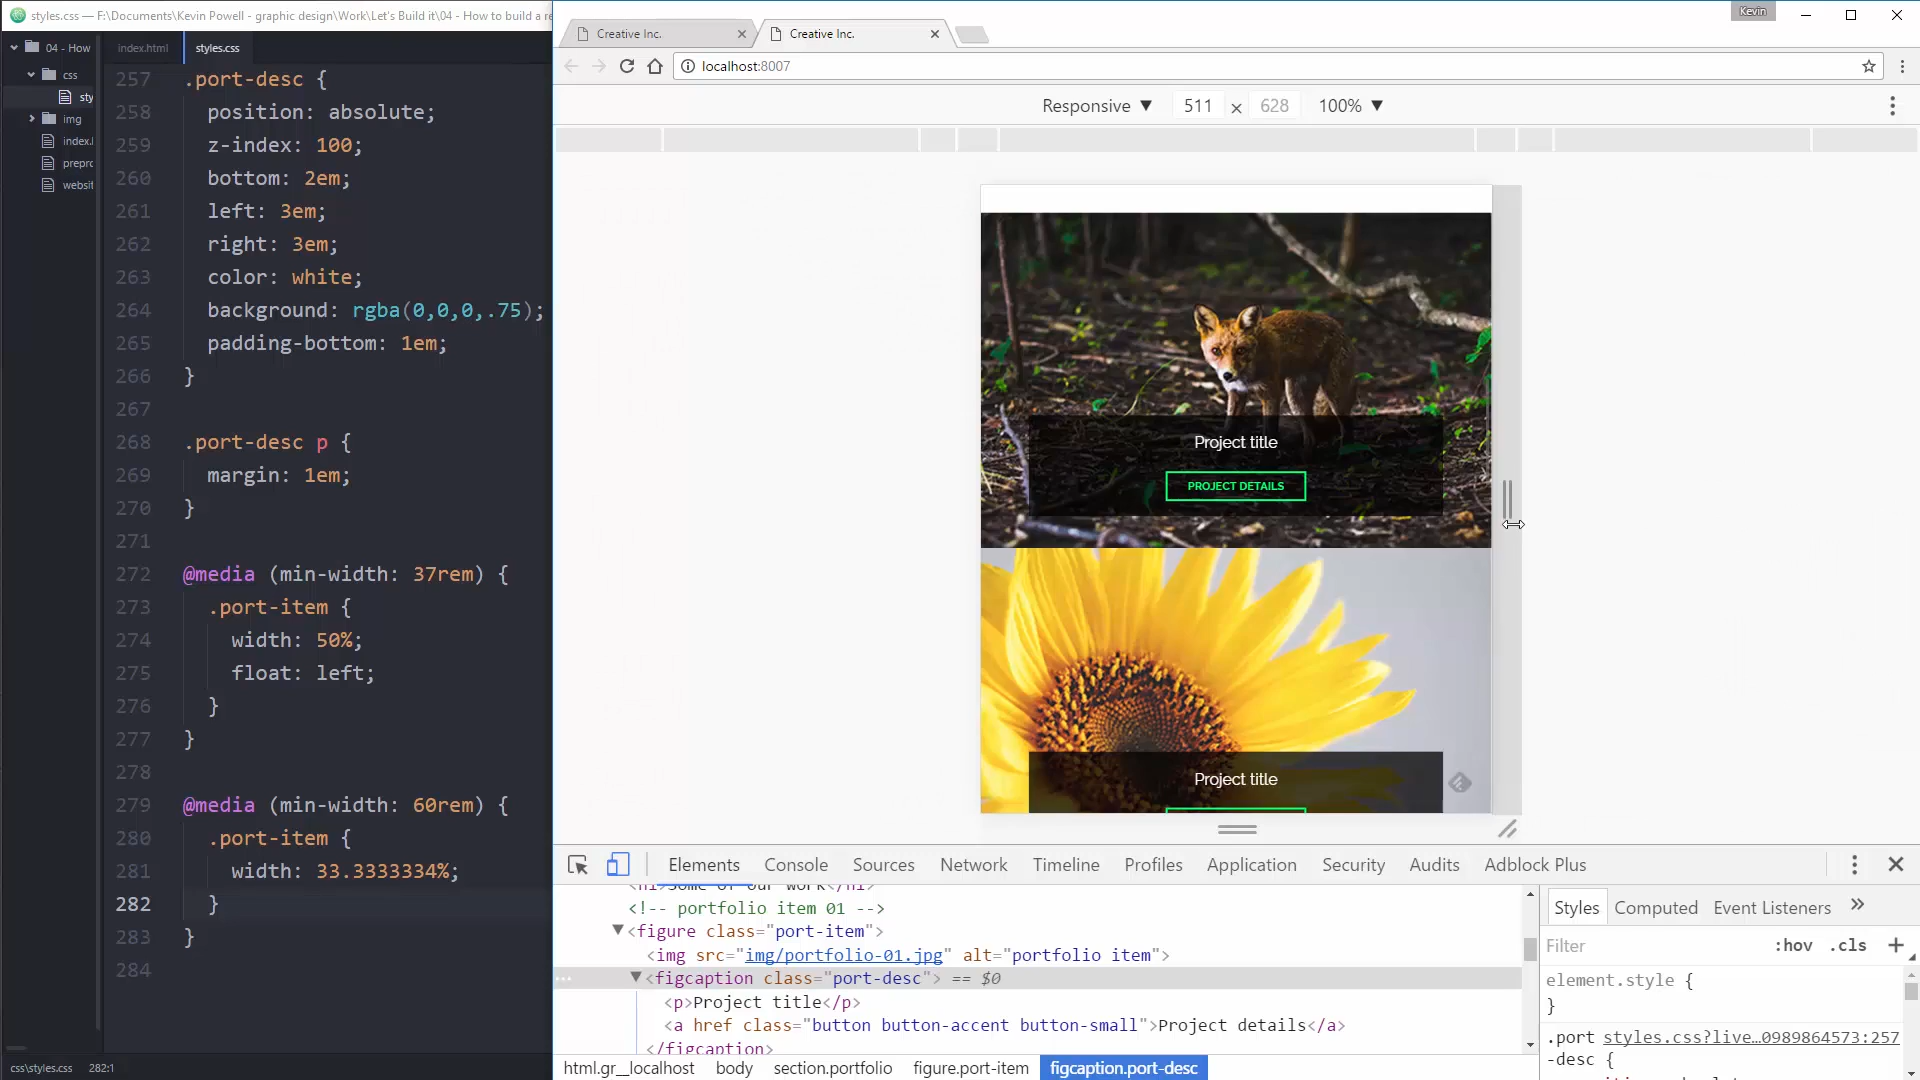 styles.css — F:\Documents\Kevin Powell - graphic design\Work\Let's Build it\04 - How to build a re
04 - How
css
sty
img
index.l
prepro
websit
index.html
styles.css
257 .port-desc {
258 position: absolute;
259 z-index: 100;
260 bottom: 2em;
261 left: 3em;
262 right: 3em;
263 color: white;
264 background: rgba(0,0,0,.75);
265 padding-bottom: 1em;
266 }
267
268 .port-desc p {
269 margin: 1em;
270 }
271
272 @media (min-width: 37rem) {
273 .port-item {
274 width: 50%;
275 float: left;
276 }
277 }
278
279 @media (min-width: 60rem) {
280 .port-item {
281 width: 33.3333334%;
282 }
283 }
284
css\styles.css 282:1
Kevin
Creative Inc.
Creative Inc.
localhost:8007
Responsive ▼ 511 × 628 100% ▼
Project title
PROJECT DETAILS
Project title
Elements Console Sources Network Timeline Profiles Application Security Audits Adblock Plus
<h1>Some of our work</h1>
<!-- portfolio item 01 -->
▼<figure class="port-item">
<img src="img/portfolio-01.jpg" alt="portfolio item">
… ▼<figcaption class="port-desc"> == $0
<p>Project title</p>
<a href class="button button-accent button-small">Project details</a>
</figcaption>
html.gr__localhost body section.portfolio figure.port-item figcaption.port-desc
Styles Computed Event Listeners »
Filter :hov .cls +
element.style {
}
.port styles.css?live…0989864573:257
-desc {